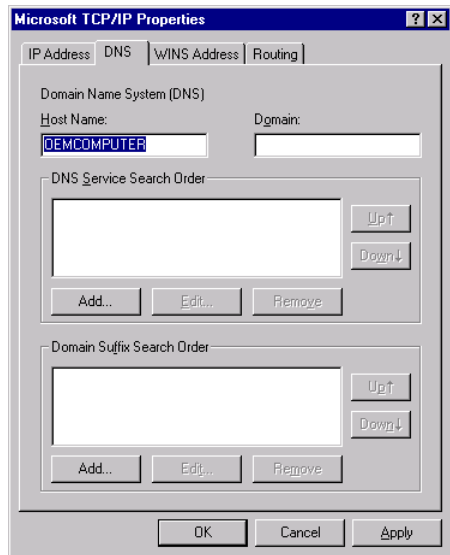 Microsoft TCP/IP Properties
IP Address DNS WINS Address Routing
Domain Name System (DNS)
Host Name: Domain:
OEMCOMPUTER
DNS Service Search Order
Up↑
Down↓
Add... Edit... Remove
Domain Suffix Search Order
Up↑
Down↓
Add... Edit... Remove
OK Cancel Apply